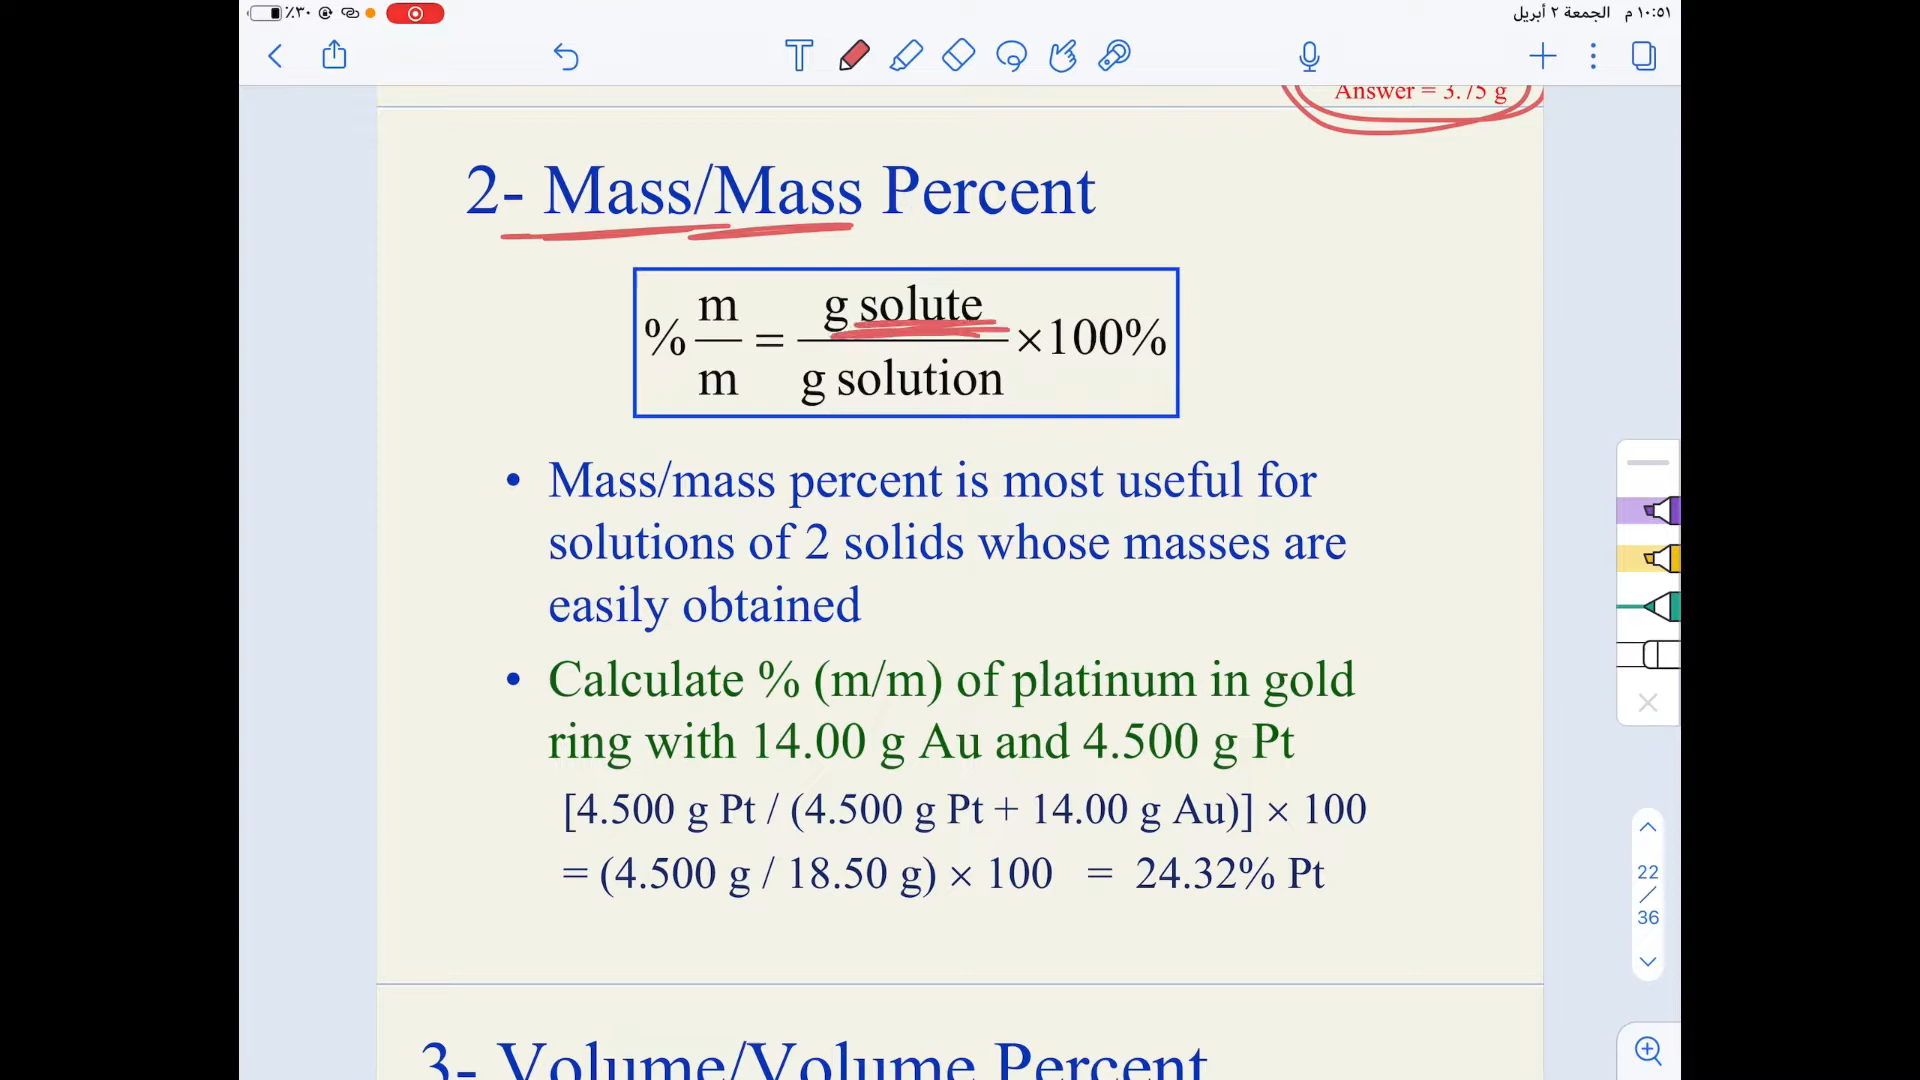 ٪٣٠
١٠:٥١ م الجمعة ٢ أبريل
Answer = 3.75 g
2- Mass/Mass Percent
% m/m = g solute/g solution ×100%
• Mass/mass percent is most useful for
solutions of 2 solids whose masses are
easily obtained
• Calculate % (m/m) of platinum in gold
ring with 14.00 g Au and 4.500 g Pt
[4.500 g Pt / (4.500 g Pt + 14.00 g Au)] × 100
= (4.500 g / 18.50 g) × 100 = 24.32% Pt
22
/
36
3- Volume/Volume Percent